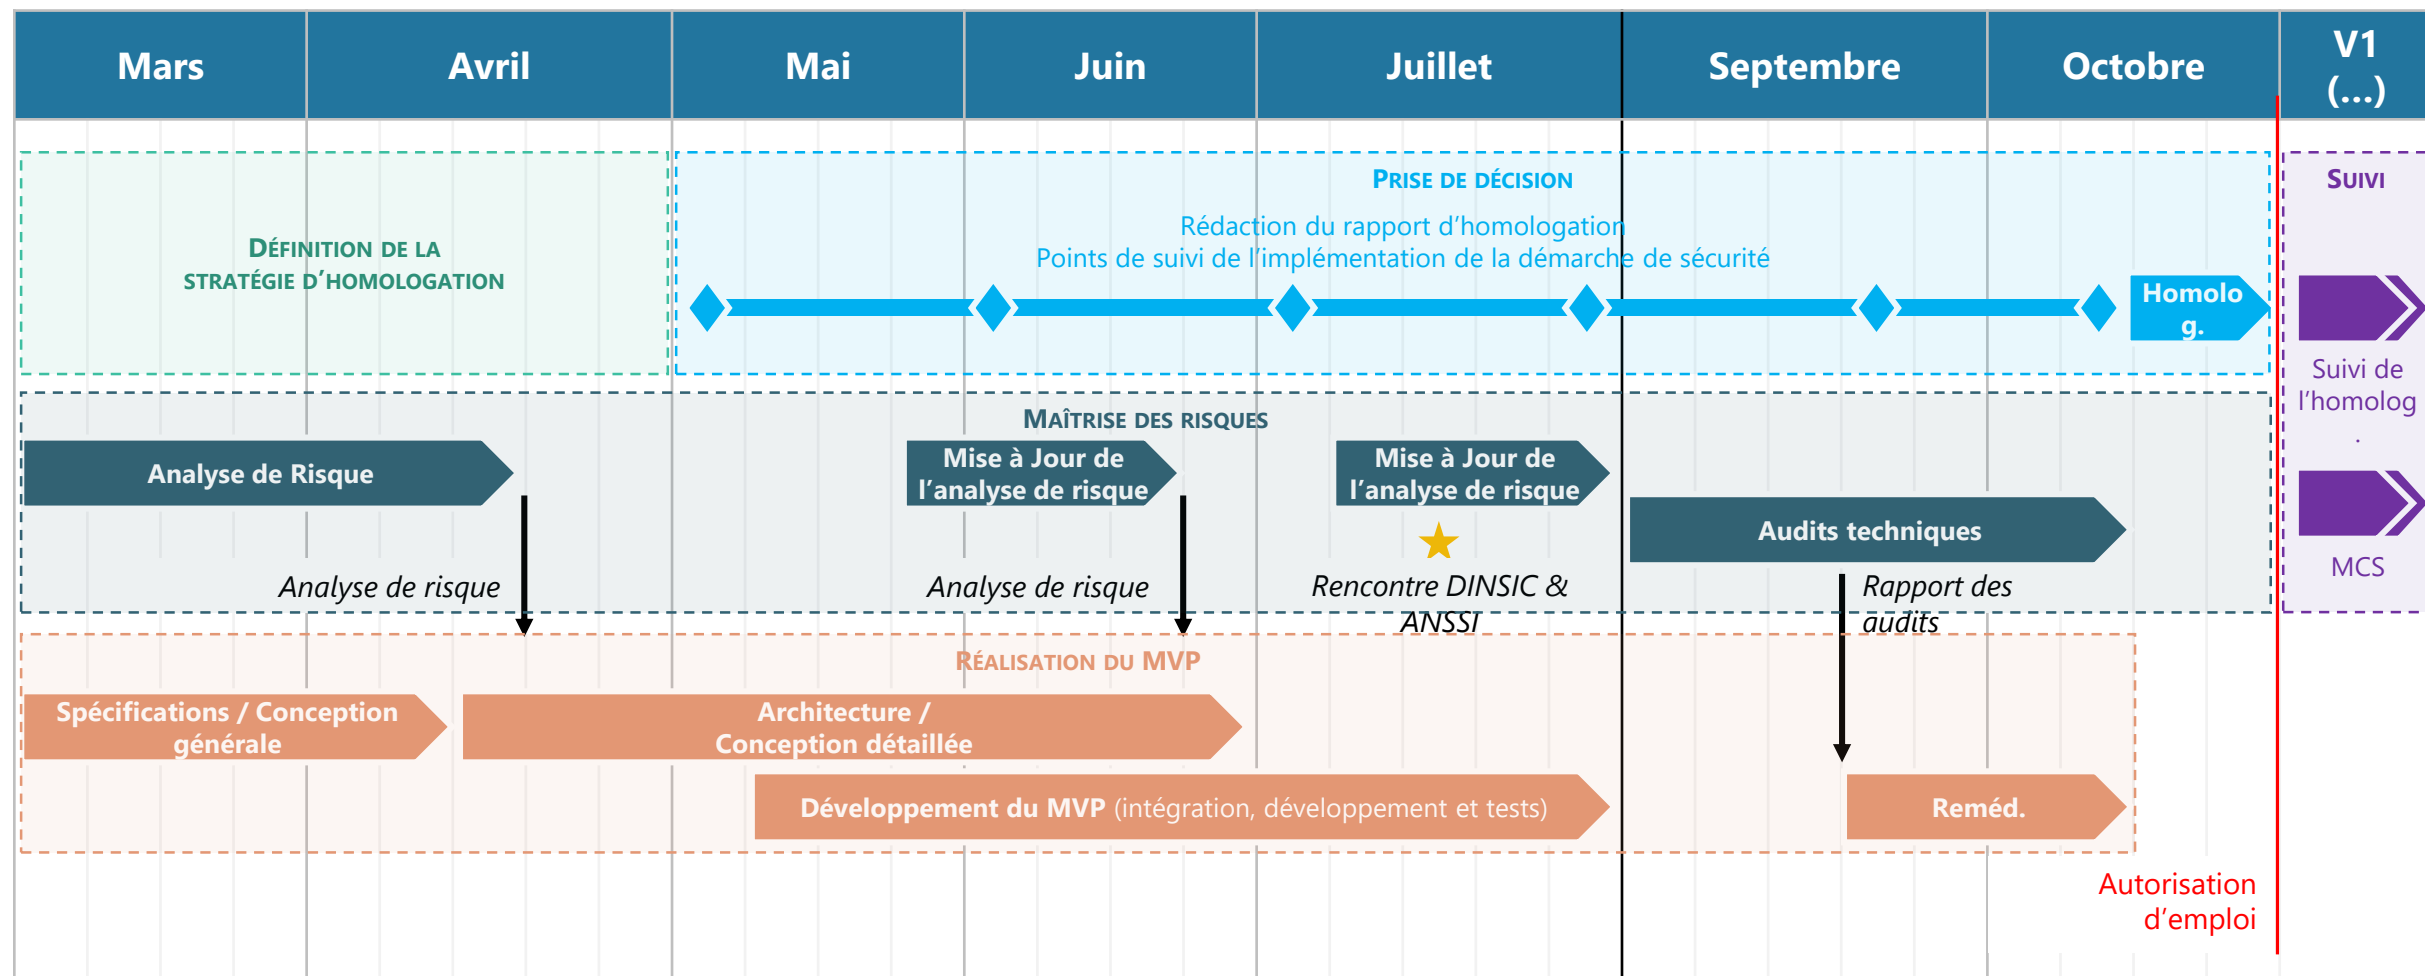 Mars
Avril
Mai
Juin
Juillet
Septembre
Octobre
V1
(...)
DÉFINITION DE LA
STRATÉGIE D’HOMOLOGATION
PRISE DE DÉCISION
Rédaction du rapport d’homologation
Points de suivi de l’implémentation de la démarche de sécurité
Homolo
g.
SUIVI
Suivi de
l’homolog
.
MCS
MAÎTRISE DES RISQUES
Analyse de Risque
Mise à Jour de
l’analyse de risque
Mise à Jour de
l’analyse de risque
Audits techniques
Analyse de risque
Analyse de risque
Rencontre DINSIC &
ANSSI
Rapport des
audits
RÉALISATION DU MVP
Spécifications / Conception
générale
Architecture /
Conception détaillée
Développement du MVP (intégration, développement et tests)
Reméd.
Autorisation
d’emploi